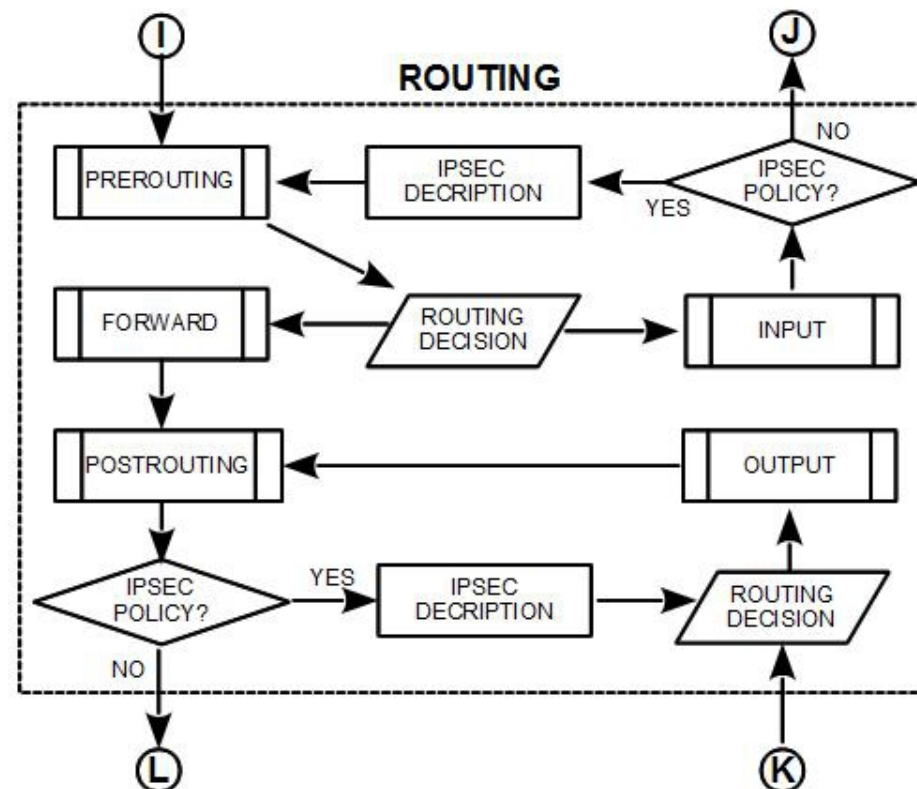 I
J
ROUTING
NO
PREROUTING
IPSEC
DECRIPTION
IPSEC
POLICY?
YES
FORWARD
ROUTING
DECISION
INPUT
POSTROUTING
OUTPUT
IPSEC
POLICY?
YES
IPSEC
DECRIPTION
ROUTING
DECISION
NO
L
K